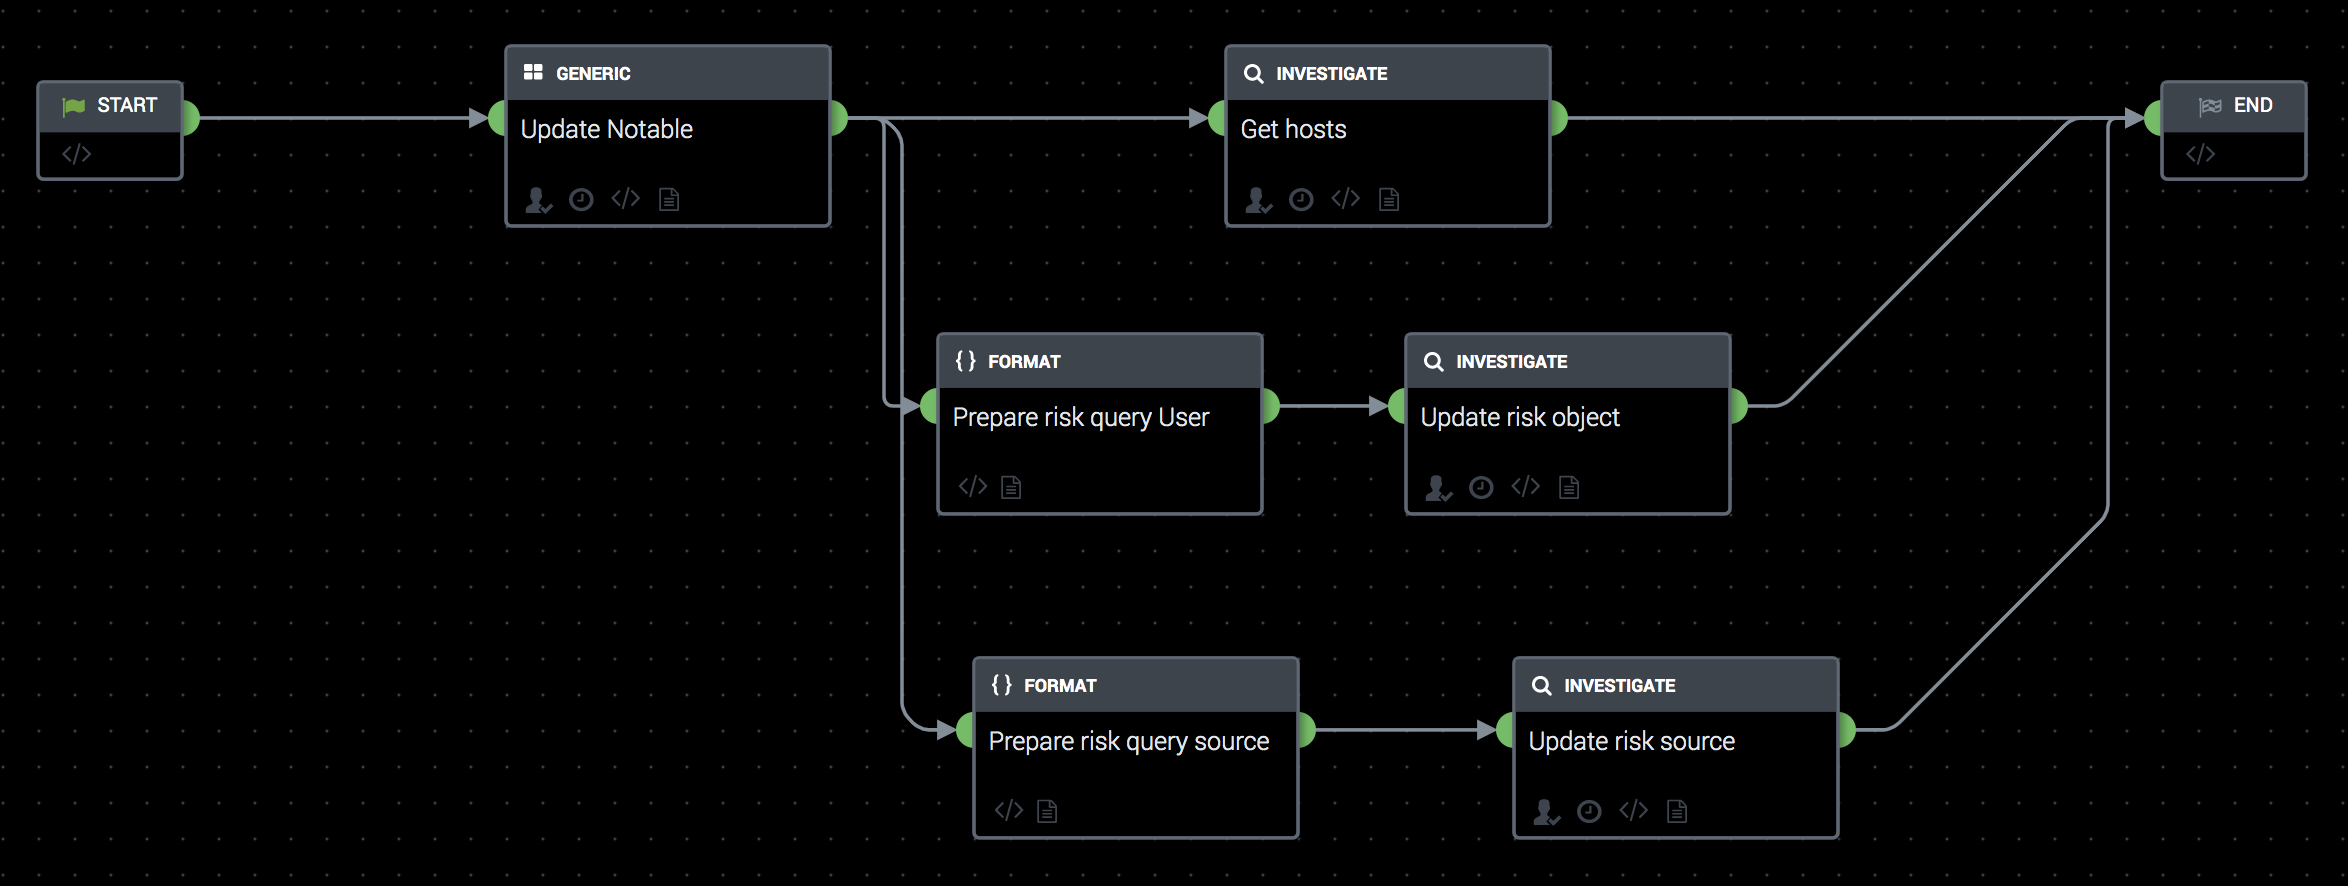 START
GENERIC
Update Notable
INVESTIGATE
Get hosts
END
{} FORMAT
Prepare risk query User
INVESTIGATE
Update risk object
{} FORMAT
Prepare risk query source
INVESTIGATE
Update risk source